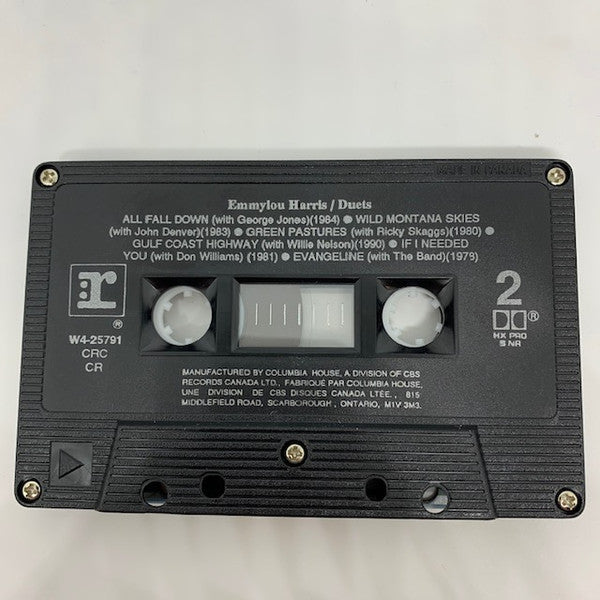 MADE IN CANADA
Emmylou Harris / Duets
ALL FALL DOWN (with George Jones)(1984) ● WILD MONTANA SKIES
(with John Denver)(1983) ● GREEN PASTURES (with Ricky Skaggs)(1980) ●
GULF COAST HIGHWAY (with Willie Nelson)(1990) ● IF I NEEDED
YOU (with Don Williams) (1981) ● EVANGELINE (with The Band)(1978)
r
®
W4-25791
CRC
CR
2
®
HX PRO
B NR
MANUFACTURED BY COLUMBIA HOUSE, A DIVISION OF CBS
RECORDS CANADA LTD., FABRIQUÉ PAR COLUMBIA HOUSE,
UNE DIVISION DE CBS DISQUES CANADA LTÉE., 815
MIDDLEFIELD ROAD, SCARBOROUGH, ONTARIO, M1V 3M3.